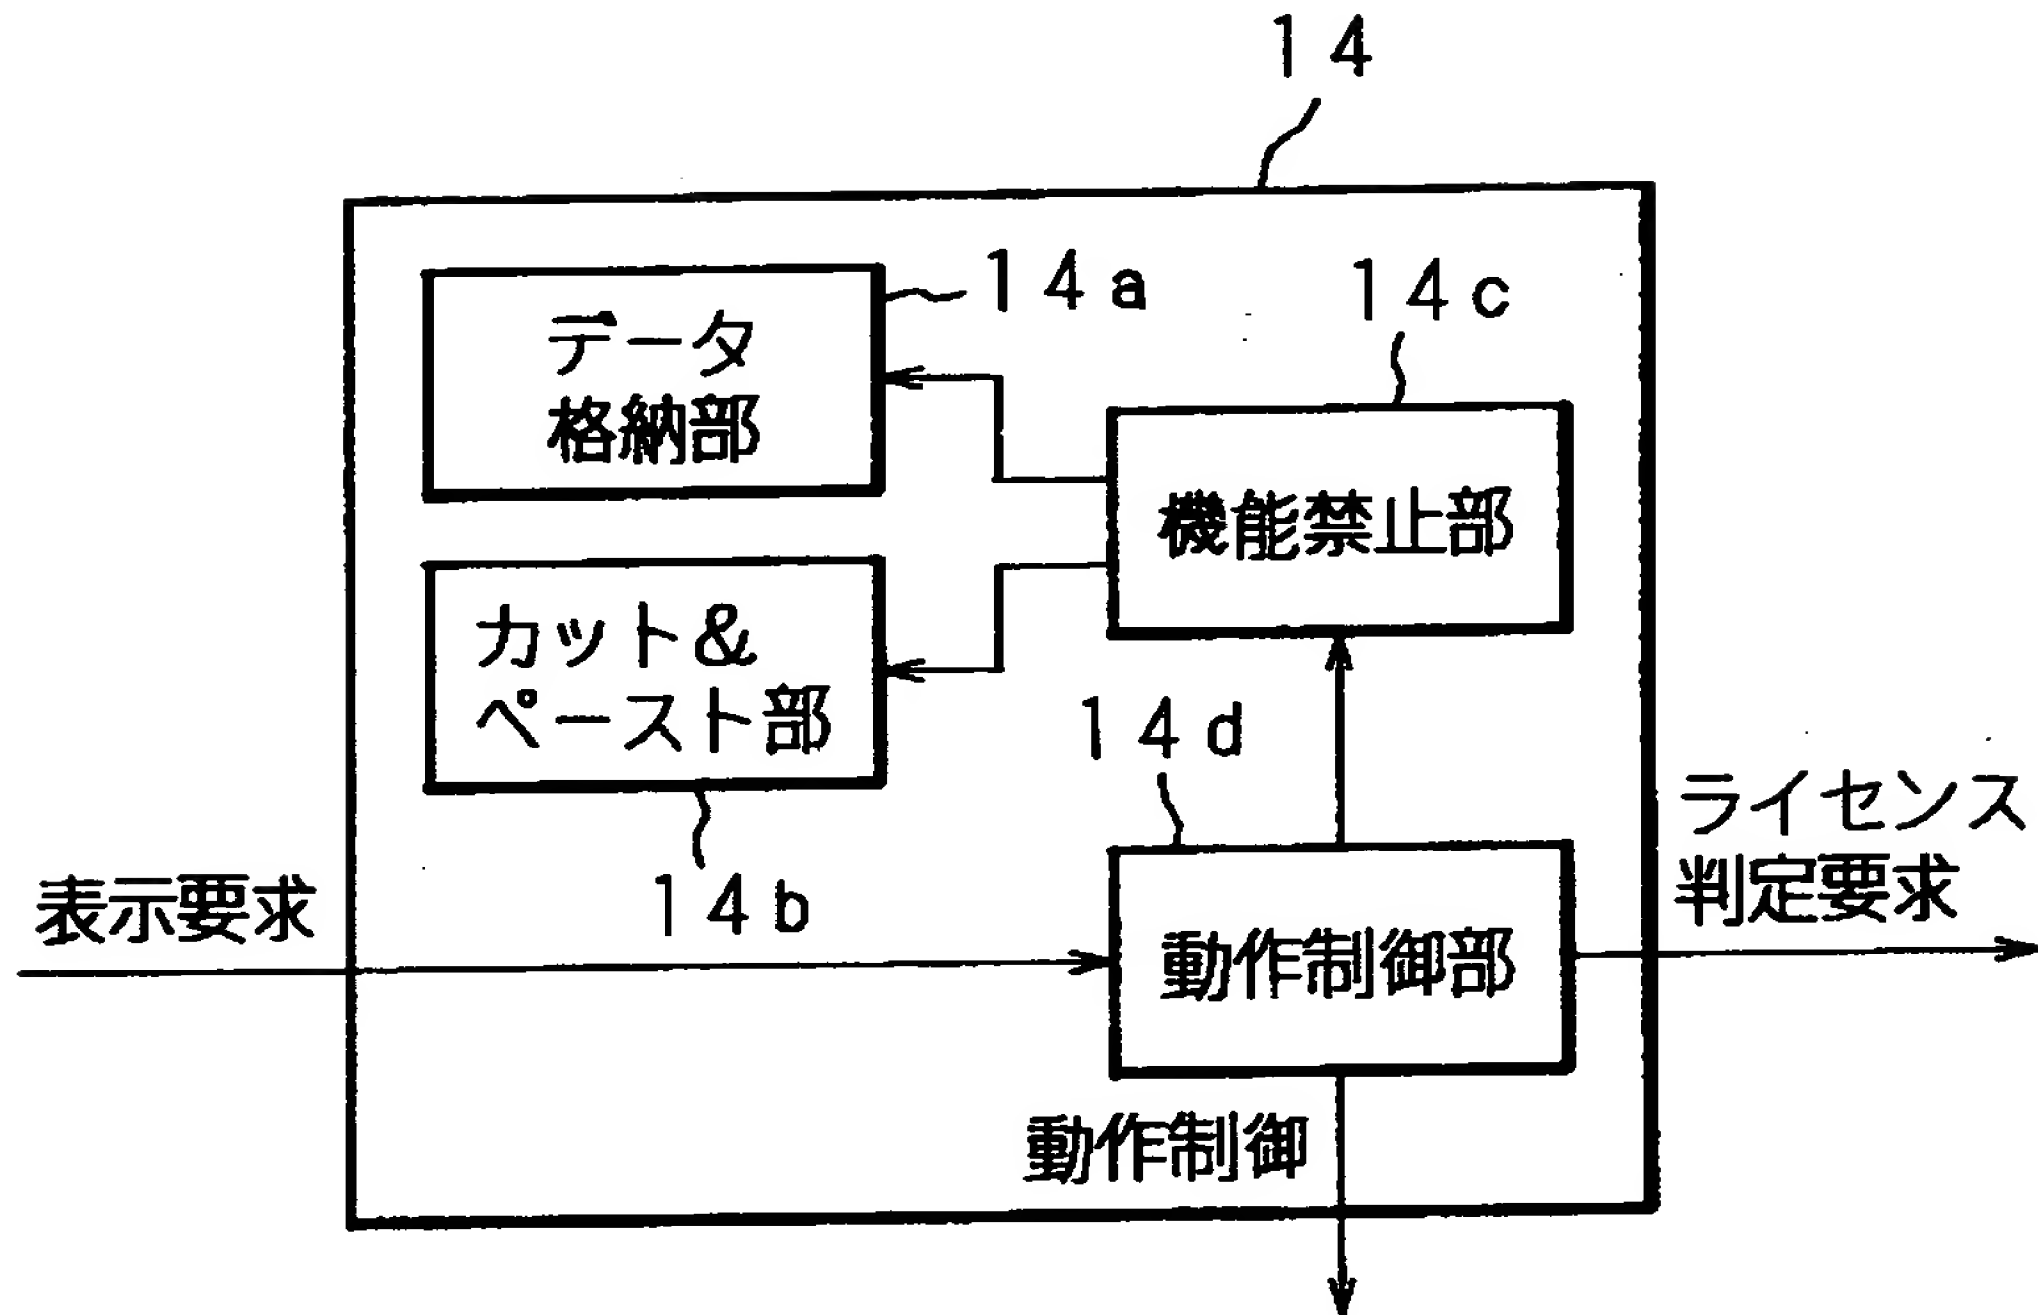 １４
１４a
データ
格納部
１４c
機能禁止部
カット＆
ペースト部
１４b
１４d
表示要求
動作制御部
ライセンス
判定要求
動作制御